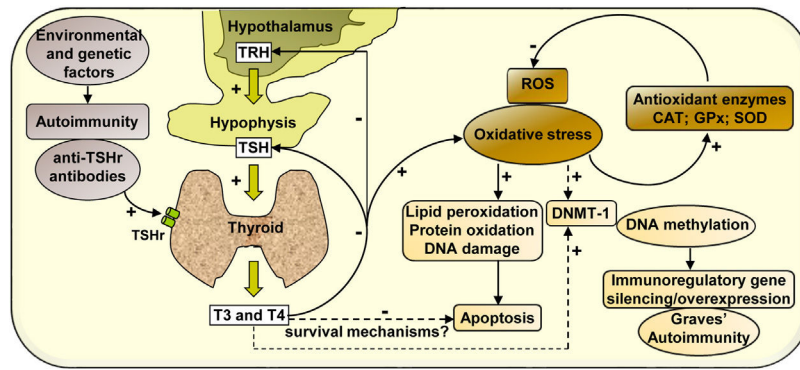 Environmental
and genetic
factors
Autoimmunity
anti-TSHr
antibodies
+
TSHr
Hypothalamus
TRH
+
Hypophysis
TSH
+
Thyroid
T3 and T4
-
-
+
-
survival mechanisms?
-
ROS
Oxidative stress
Antioxidant enzymes
CAT; GPx; SOD
+
+
+
Lipid peroxidation
Protein oxidation
DNA damage
Apoptosis
DNMT-1
+
DNA methylation
Immunoregulatory gene
silencing/overexpression
Graves'
Autoimmunity